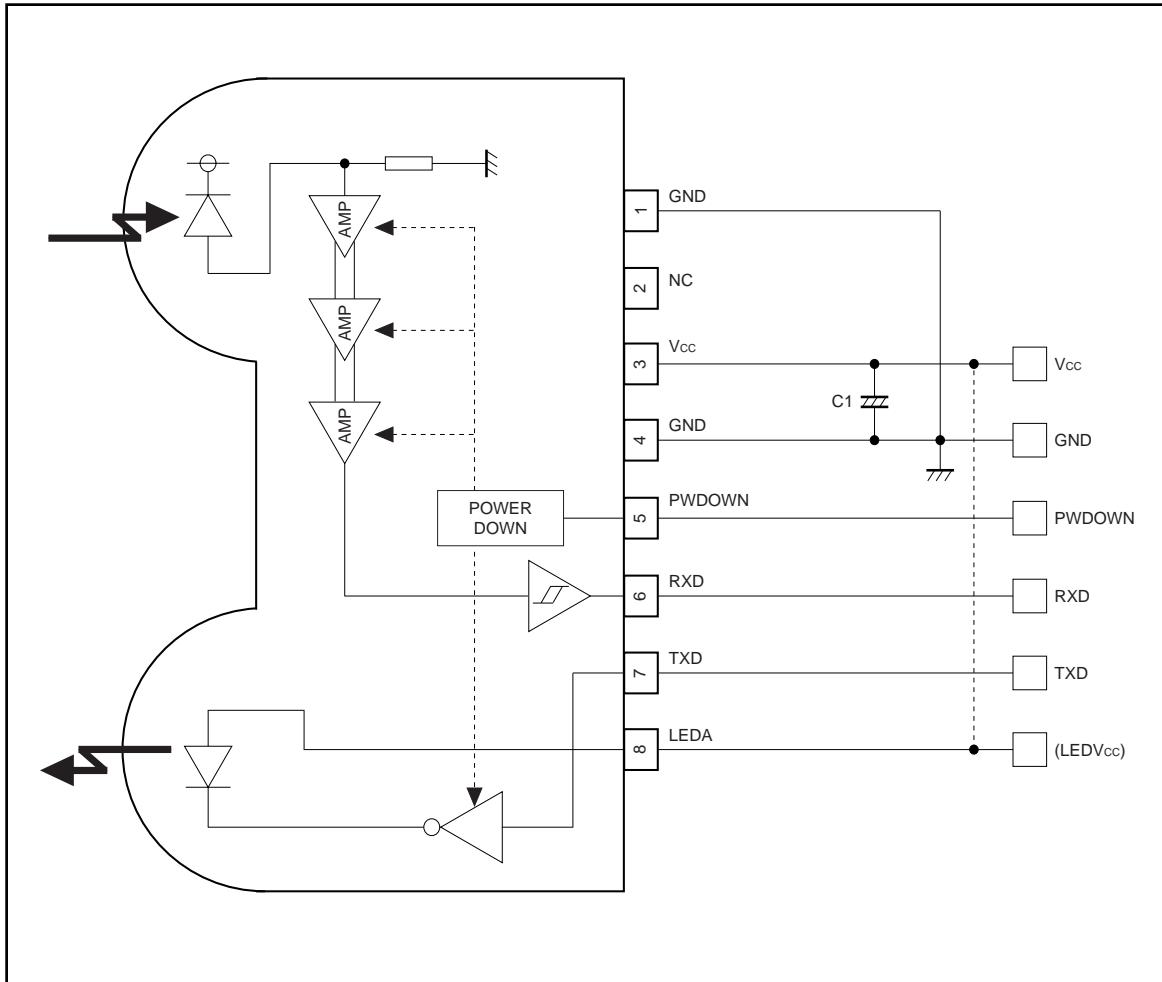 AMP
AMP
AMP
POWER
DOWN
1
GND
2
NC
3
Vcc
4
GND
5
PWDOWN
6
RXD
7
TXD
8
LEDA
C1
Vcc
GND
PWDOWN
RXD
TXD
(LEDVcc)